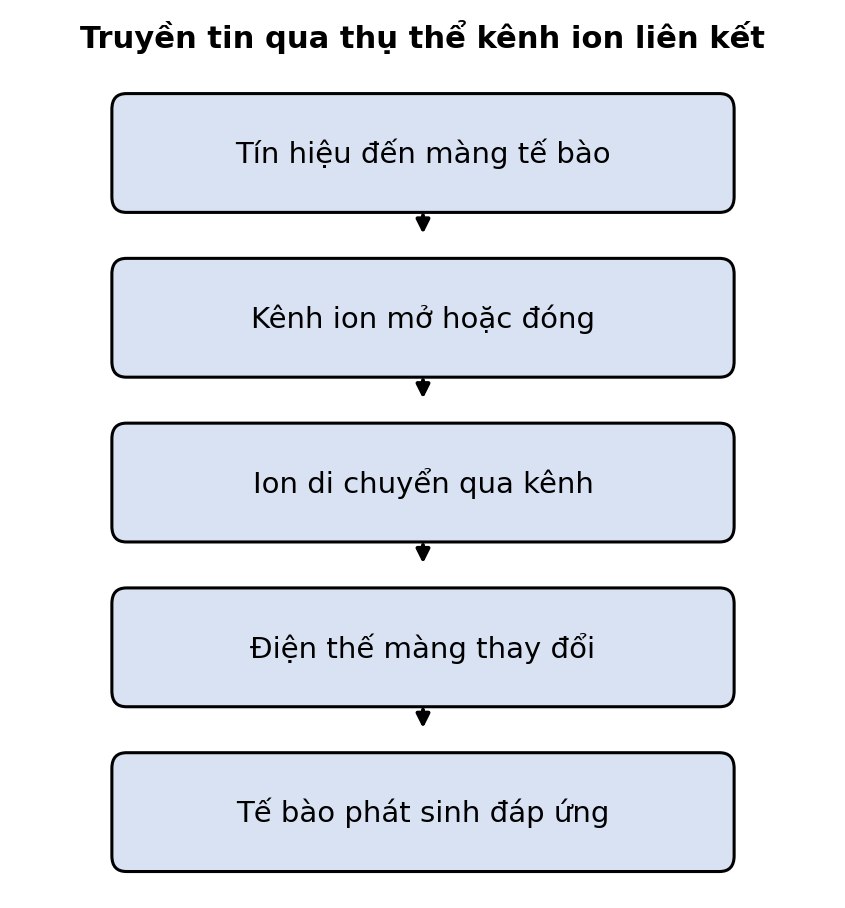 Truyền tin qua thụ thể kênh ion liên kết
Tín hiệu đến màng tế bào
Kênh ion mở hoặc đóng
Ion di chuyển qua kênh
Điện thế màng thay đổi
Tế bào phát sinh đáp ứng